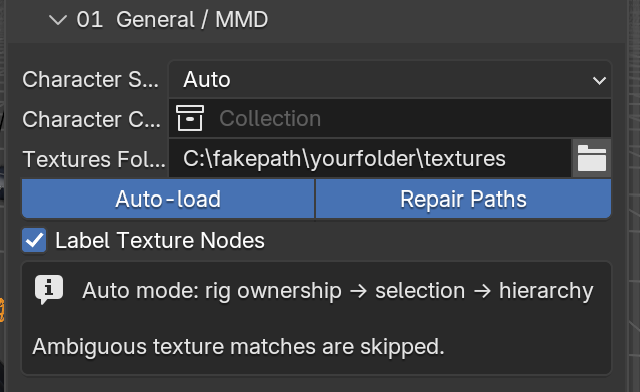 01 General / MMD
Character S... Auto
Character C... Collection
Textures Fol... C:\fakepath\yourfolder\textures
Auto-load Repair Paths
Label Texture Nodes
Auto mode: rig ownership → selection → hierarchy
Ambiguous texture matches are skipped.